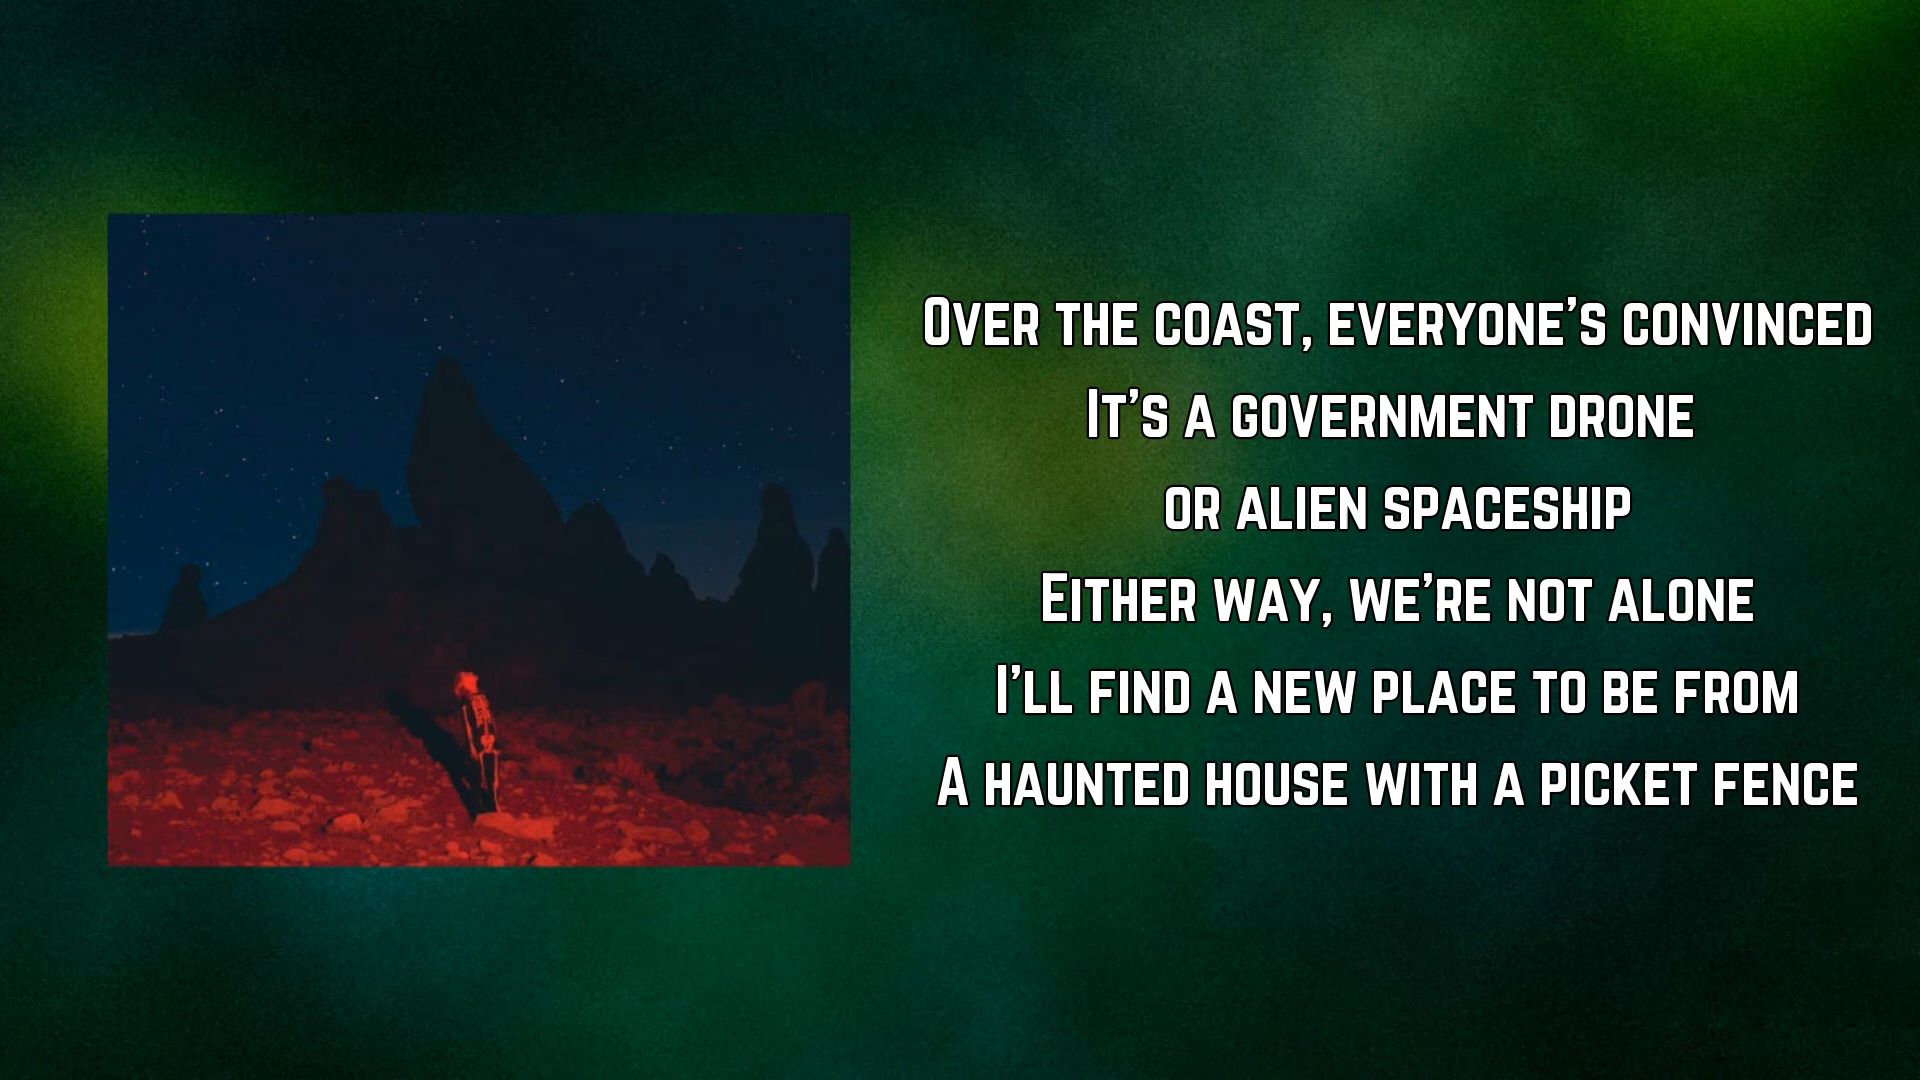 Over the coast, everyone's convinced
It's a government drone
or alien spaceship
Either way, we're not alone
I'll find a new place to be from
A haunted house with a picket fence